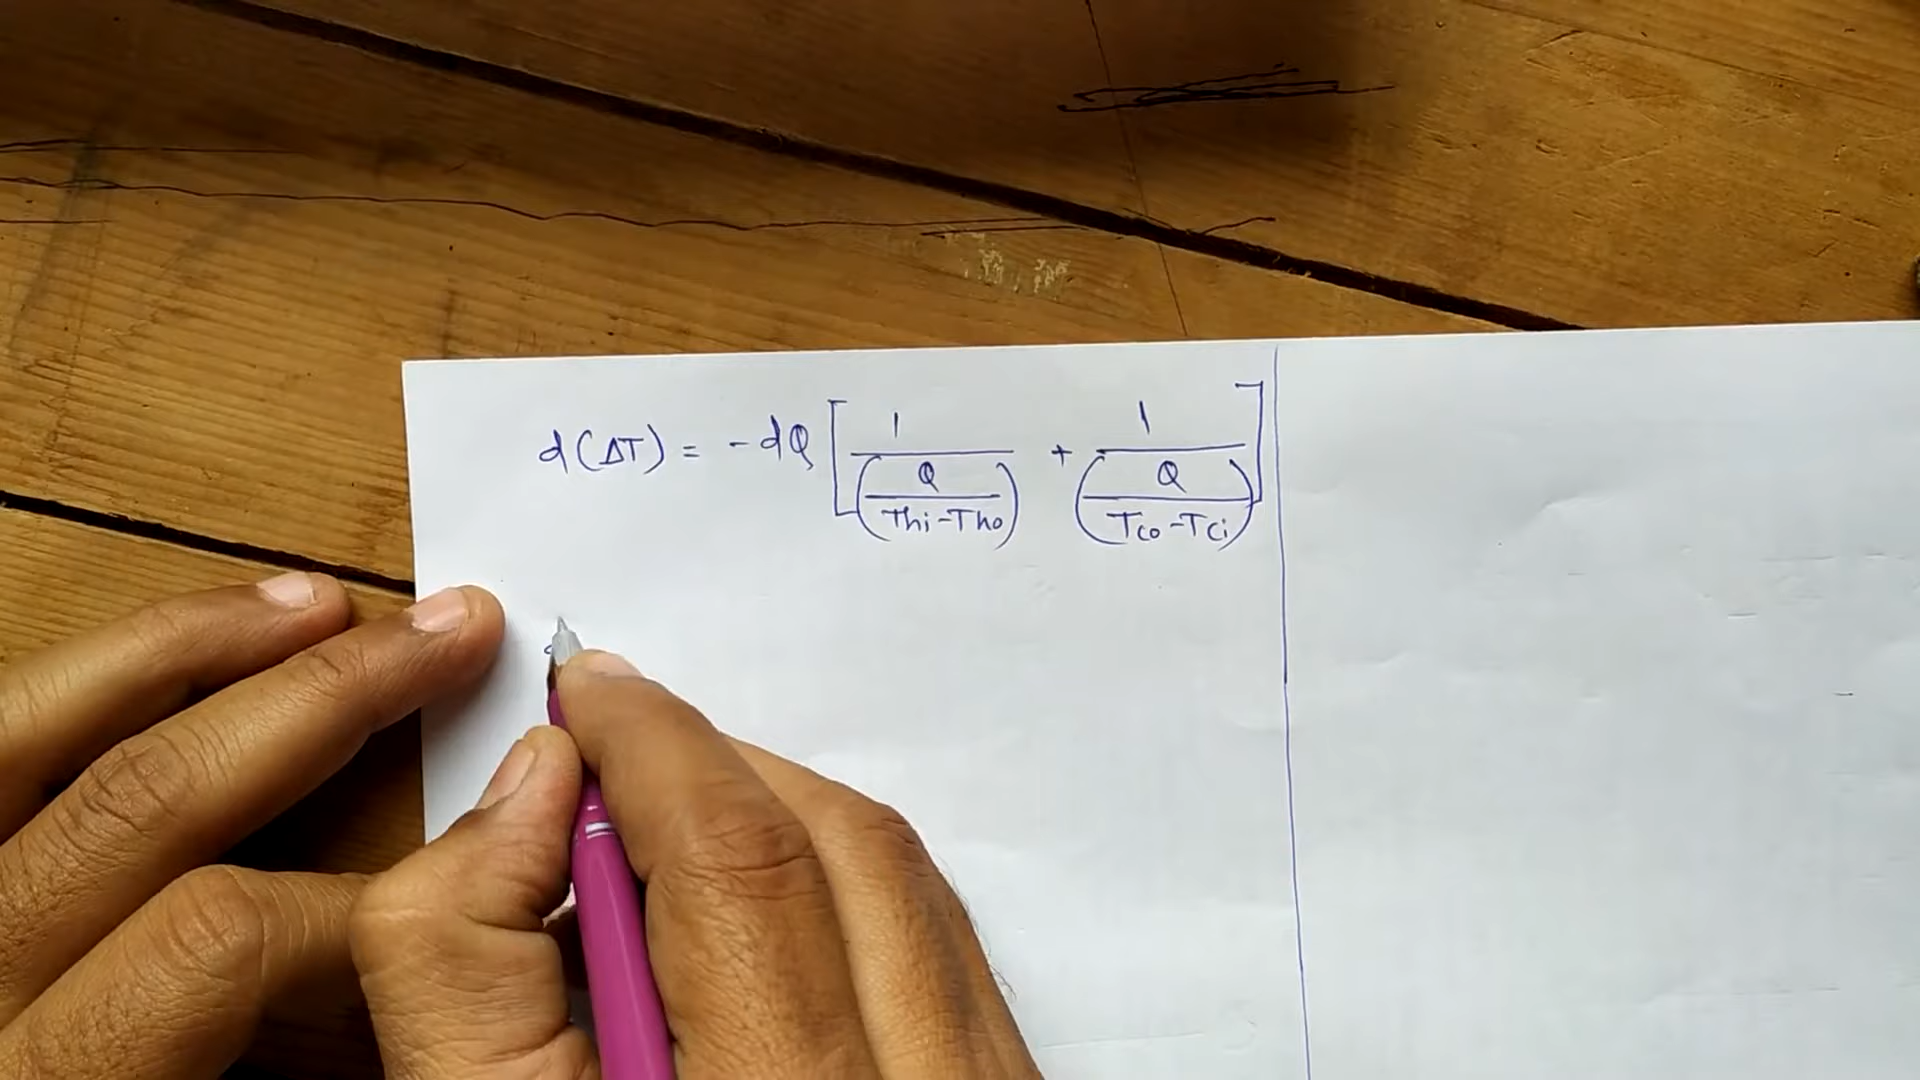 d(ΔT) = -dQ [ 1/(Q/(Thi-Tho)) + 1/(Q/(Tco-Tci)) ]